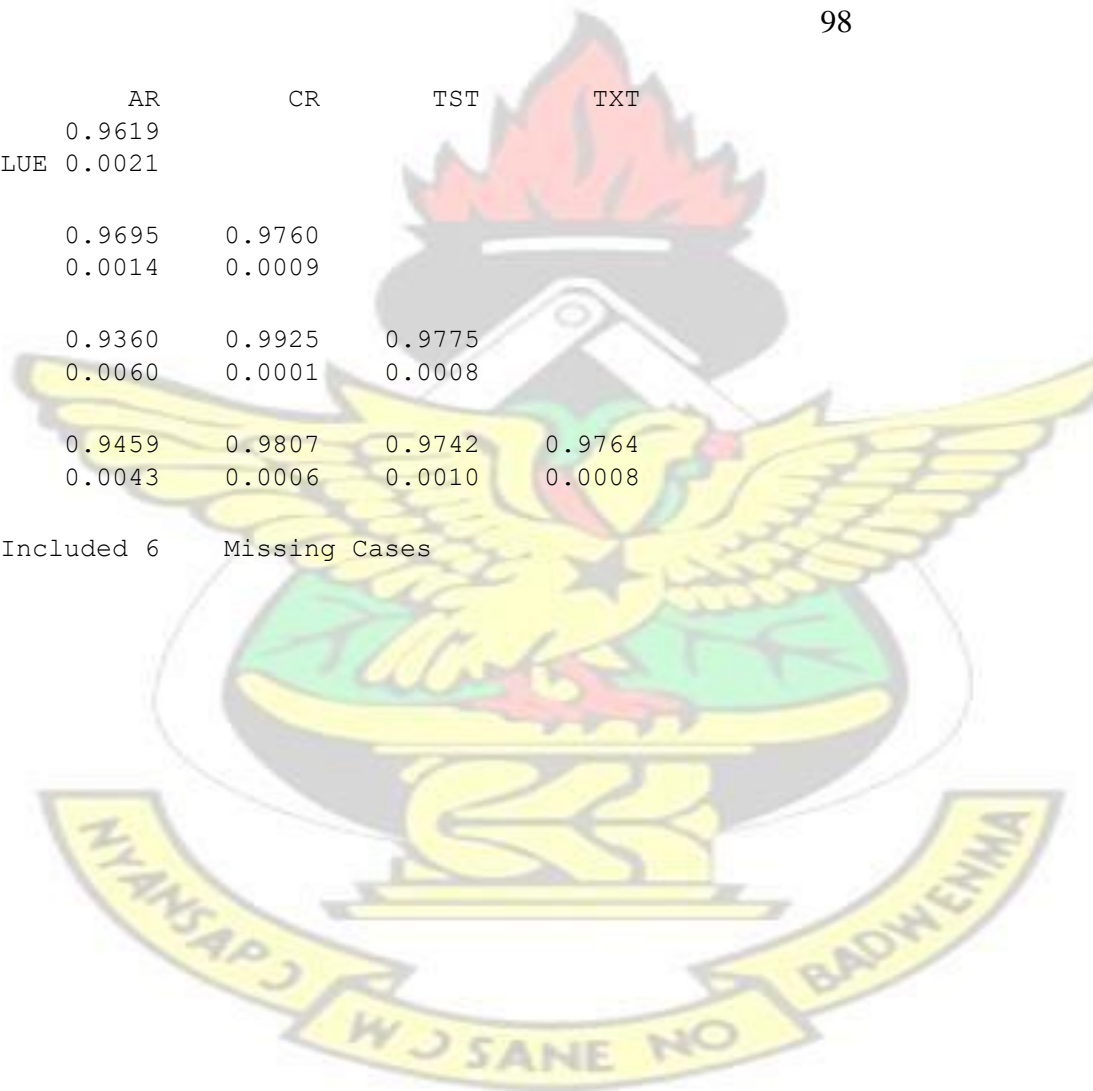 98
AR CR TST TXT
0.9619
LUE 0.0021
0.9695 0.9760
0.0014 0.0009
0.9360 0.9925 0.9775
0.0060 0.0001 0.0008
0.9459 0.9807 0.9742 0.9764
0.0043 0.0006 0.0010 0.0008
Included 6 Missing Cases
NYANSAPƆ WƆ SANE NO BADWENMA